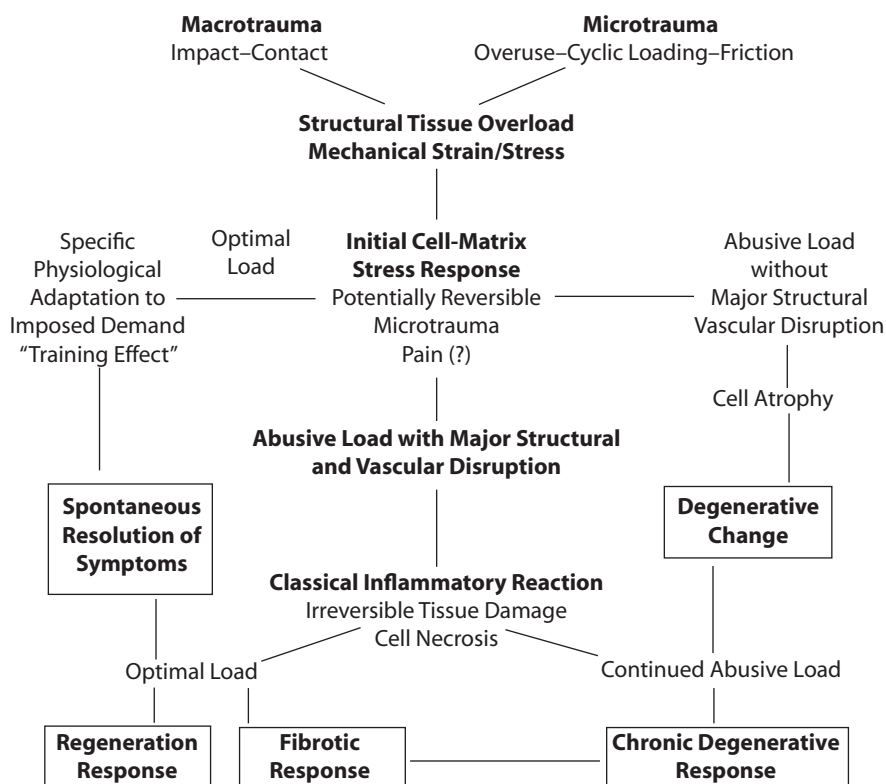 Macrotrauma
Impact–Contact
Microtrauma
Overuse–Cyclic Loading–Friction
Structural Tissue Overload
Mechanical Strain/Stress
Specific
Physiological
Adaptation to
Imposed Demand
“Training Effect”
Optimal
Load
Initial Cell-Matrix
Stress Response
Potentially Reversible
Microtrauma
Pain (?)
Abusive Load
without
Major Structural
Vascular Disruption
Cell Atrophy
Abusive Load with Major Structural
and Vascular Disruption
Spontaneous
Resolution of
Symptoms
Degenerative
Change
Classical Inflammatory Reaction
Irreversible Tissue Damage
Cell Necrosis
Optimal Load
Continued Abusive Load
Regeneration
Response
Fibrotic
Response
Chronic Degenerative
Response